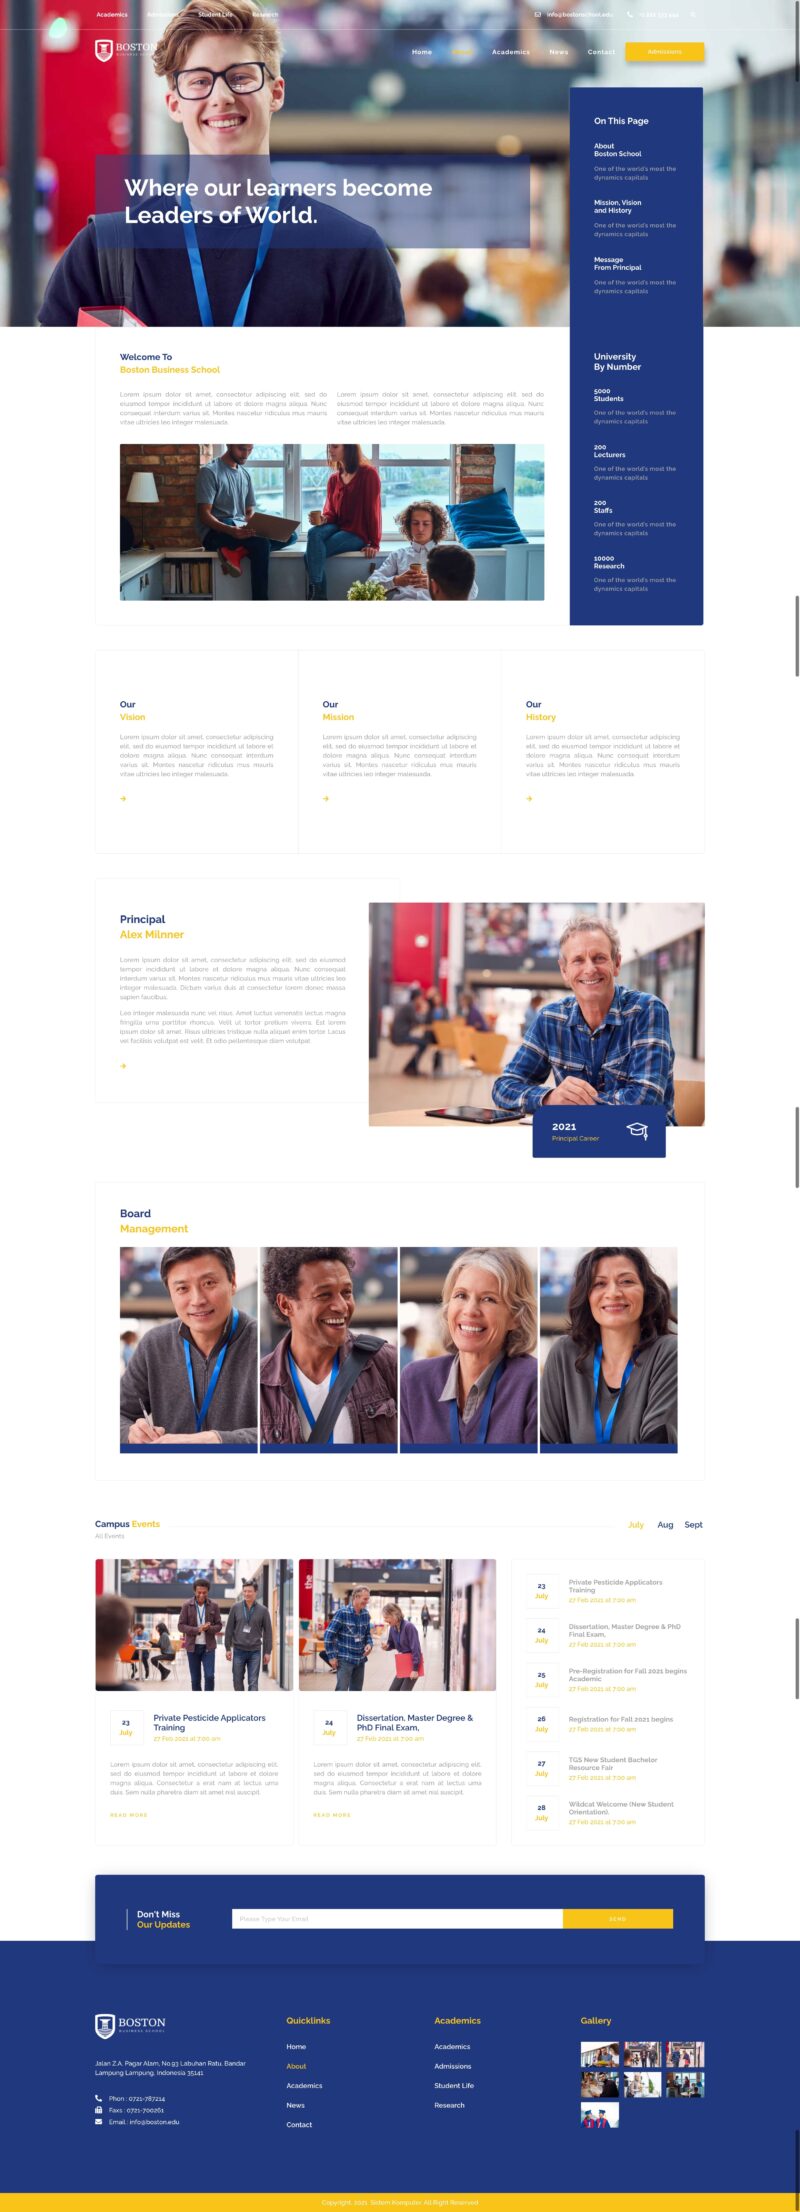 Academics
Student Life
Research
info@bostonschool.edu
BOSTON
BUSINESS SCHOOL
Home
Academics
News
Contact
Admissions
Where our learners become
Leaders of World.
On This Page
About
Boston School
One of the world's most the
dynamics capitals
Mission, Vision
and History
One of the world's most the
dynamics capitals
Message
From Principal
One of the world's most the
dynamics capitals
Welcome To
Boston Business School
Lorem ipsum dolor sit amet, consectetur adipiscing elit, sed do
eiusmod tempor incididunt ut labore et dolore magna aliqua. Nunc
consequat interdum varius sit. Montes nascetur ridiculus mus mauris
vitae ultricies leo integer malesuada.
Lorem ipsum dolor sit amet, consectetur adipiscing elit, sed do
eiusmod tempor incididunt ut labore et dolore magna aliqua. Nunc
consequat interdum varius sit. Montes nascetur ridiculus mus mauris
vitae ultricies leo integer malesuada.
University
By Number
5000
Students
One of the world's most the
dynamics capitals
200
Lecturers
One of the world's most the
dynamics capitals
200
Staffs
One of the world's most the
dynamics capitals
10000
Research
One of the world's most the
dynamics capitals
Our
Vision
Lorem ipsum dolor sit amet, consectetur adipiscing
elit, sed do eiusmod tempor incididunt ut labore et
dolore magna aliqua. Nunc consequat interdum
varius sit. Montes nascetur ridiculus mus mauris
vitae ultricies leo integer malesuada.
Our
Mission
Lorem ipsum dolor sit amet, consectetur adipiscing
elit, sed do eiusmod tempor incididunt ut labore et
dolore magna aliqua. Nunc consequat interdum
varius sit. Montes nascetur ridiculus mus mauris
vitae ultricies leo integer malesuada.
Our
History
Lorem ipsum dolor sit amet, consectetur adipiscing
elit, sed do eiusmod tempor incididunt ut labore et
dolore magna aliqua. Nunc consequat interdum
varius sit. Montes nascetur ridiculus mus mauris
vitae ultricies leo integer malesuada.
Principal
Alex Milnner
Lorem ipsum dolor sit amet, consectetur adipiscing elit, sed do eiusmod
tempor incididunt ut labore et dolore magna aliqua. Nunc consequat
interdum varius sit. Montes nascetur ridiculus mus mauris vitae ultricies leo
integer malesuada. Dictum varius duis at consectetur lorem donec massa
sapien faucibus.
Leo integer malesuada nunc vel risus. Amet luctus venenatis lectus magna
fringilla urna porttitor rhoncus. Velit ut tortor pretium viverra. Est lorem
ipsum dolor sit amet. Risus ultricies tristique nulla aliquet enim tortor. Lacus
vel facilisis volutpat est velit. Et odio pellentesque diam volutpat.
2021
Principal Career
Board
Management
Campus Events
All Events
July
Aug
Sept
the
23
July
Private Pesticide Applicators
Training
27 Feb 2021 at 7:00 am
Lorem ipsum dolor sit amet, consectetur adipiscing elit,
sed do eiusmod tempor incididunt ut labore et dolore
magna aliqua. Consectetur a erat nam at lectus urna
duis. Sem nulla pharetra diam sit amet nisl suscipit.
READ MORE
24
July
Dissertation, Master Degree &
PhD Final Exam,
27 Feb 2021 at 7:00 am
Lorem ipsum dolor sit amet, consectetur adipiscing elit,
sed do eiusmod tempor incididunt ut labore et dolore
magna aliqua. Consectetur a erat nam at lectus urna
duis. Sem nulla pharetra diam sit amet nisl suscipit.
READ MORE
23
July
Private Pesticide Applicators
Training
27 Feb 2021 at 7:00 am
24
July
Dissertation, Master Degree & PhD
Final Exam,
27 Feb 2021 at 7:00 am
25
July
Pre-Registration for Fall 2021 begins
Academic
27 Feb 2021 at 7:00 am
26
July
Registration for Fall 2021 begins
27 Feb 2021 at 7:00 am
27
July
TGS New Student Bachelor
Resource Fair
27 Feb 2021 at 7:00 am
28
July
Wildcat Welcome (New Student
Orientation).
27 Feb 2021 at 7:00 am
Don't Miss
Our Updates
Please Type Your Email
SEND
BOSTON
BUSINESS SCHOOL
Jalan Z.A. Pagar Alam, No.93 Labuhan Ratu, Bandar
Lampung Lampung, Indonesia 35141
Phon : 0721-787214
Faxs : 0721-700261
Email : info@boston.edu
Quicklinks
Home
About
Academics
News
Contact
Academics
Academics
Admissions
Student Life
Research
Gallery
Copyright. 2021. Sistem Komputer All Right Reserved